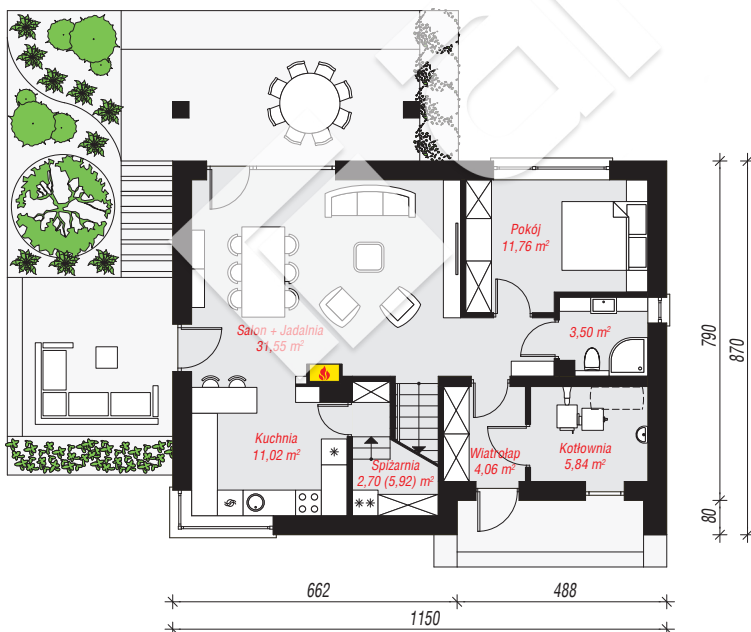 Pokój
11,76 m²
3,50 m²
Salon + Jadalnia
31,55 m²
Kuchnia
11,02 m²
Spiżarnia
2,70 (5,92) m²
Wiatrołap
4,06 m²
Kotłownia
5,84 m²
790
870
80
662
488
1150